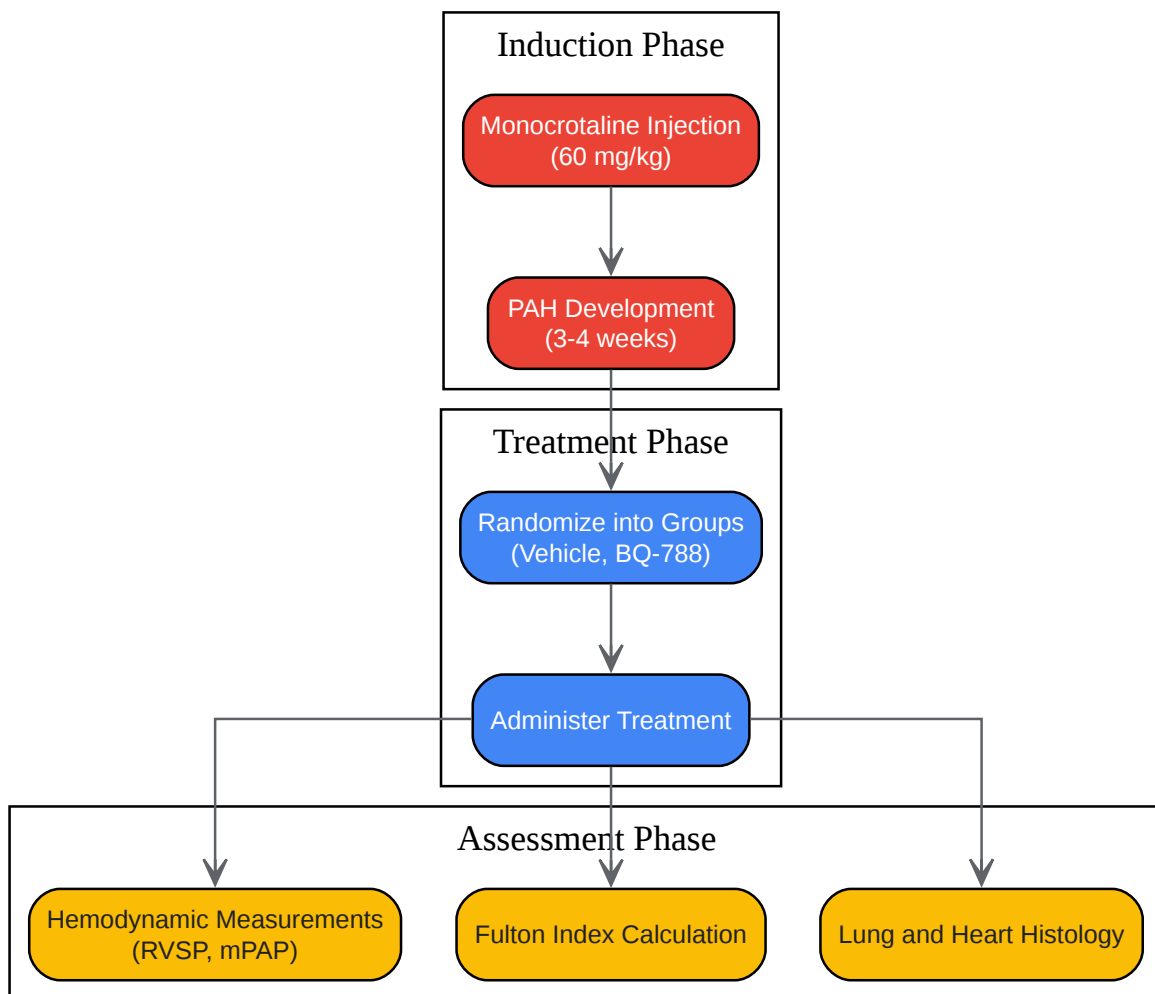 Induction Phase
Monocrotaline Injection
(60 mg/kg)
PAH Development
(3-4 weeks)
Treatment Phase
Randomize into Groups
(Vehicle, BQ-788)
Administer Treatment
Assessment Phase
Hemodynamic Measurements
(RVSP, mPAP)
Fulton Index Calculation
Lung and Heart Histology